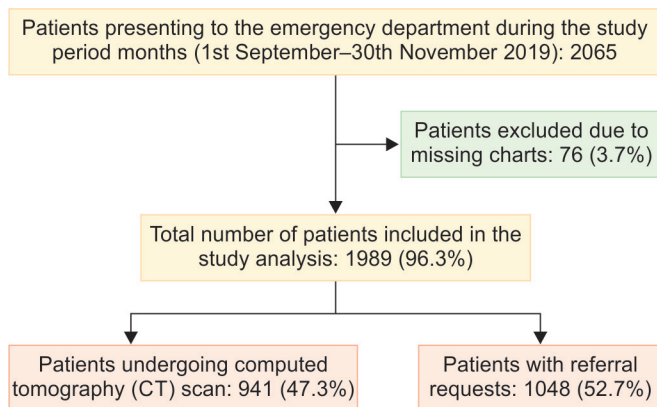 Patients presenting to the emergency department during the study
period months (1st September–30th November 2019): 2065
Patients excluded due to
missing charts: 76 (3.7%)
Total number of patients included in the
study analysis: 1989 (96.3%)
Patients undergoing computed
tomography (CT) scan: 941 (47.3%)
Patients with referral
requests: 1048 (52.7%)